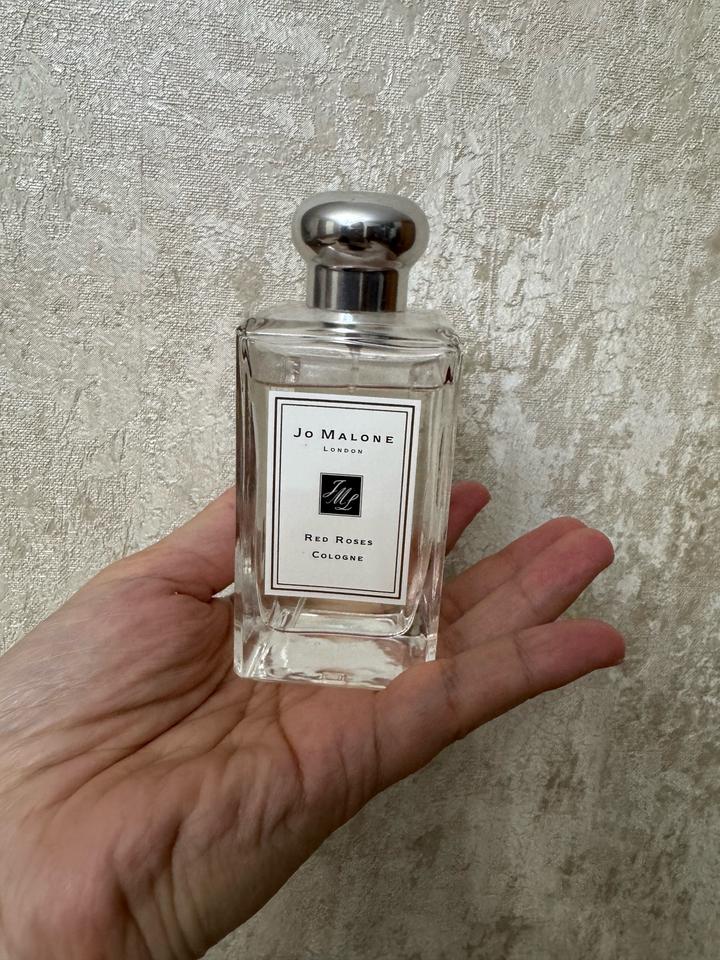 Jo Malone
London
JML
Red Roses
Cologne